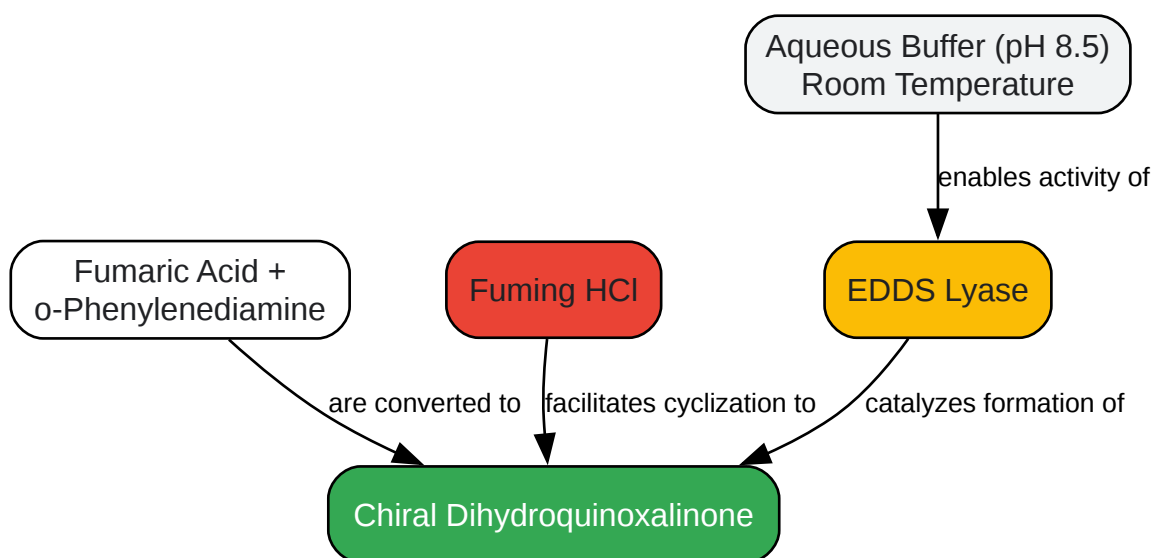 Aqueous Buffer (pH 8.5)
Room Temperature
enables activity of
Fumaric Acid +
o-Phenylenediamine
Fuming HCl
EDDS Lyase
are converted to
facilitates cyclization to
catalyzes formation of
Chiral Dihydroquinoxalinone